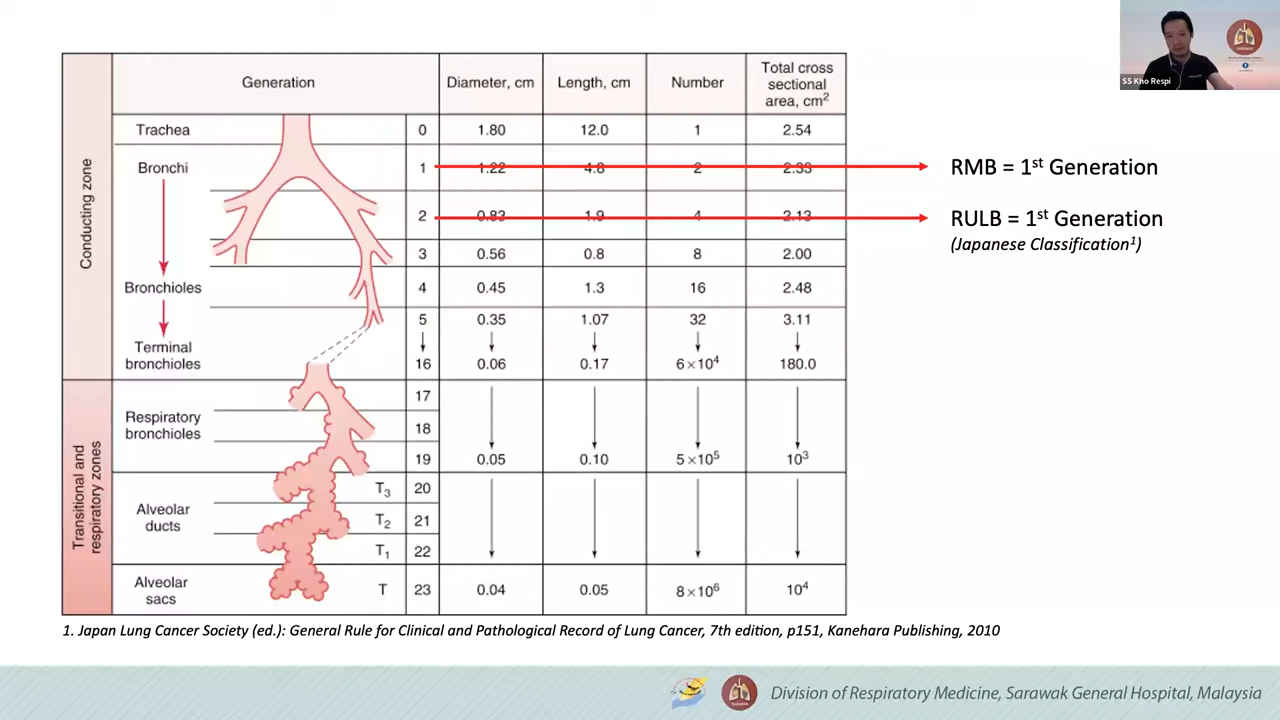 SS Kho Respi
SARAWAK
Generation
Diameter, cm
Length, cm
Number
Total cross
sectional
area, cm²
Conducting zone
Trachea
0 1.80 12.0 1 2.54
Bronchi
1 1.22 4.8 2 2.33
RMB = 1st Generation
2 0.83 1.9 4 2.13
RULB = 1st Generation
(Japanese Classification¹)
3 0.56 0.8 8 2.00
Bronchioles
4 0.45 1.3 16 2.48
5 0.35 1.07 32 3.11
Terminal
bronchioles
16 0.06 0.17 6×10⁴ 180.0
Transitional and
respiratory zones
17
Respiratory
bronchioles
18
19 0.05 0.10 5×10⁵ 10³
T₃ 20
Alveolar
ducts
T₂ 21
T₁ 22
Alveolar
sacs
T 23 0.04 0.05 8×10⁶ 10⁴
1. Japan Lung Cancer Society (ed.): General Rule for Clinical and Pathological Record of Lung Cancer, 7th edition, p151, Kanehara Publishing, 2010
Division of Respiratory Medicine, Sarawak General Hospital, Malaysia